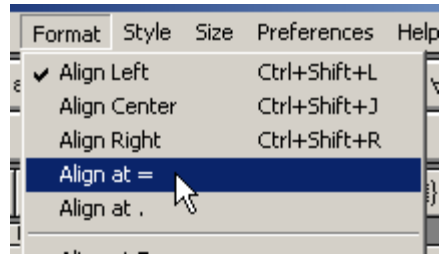 Format Style Size Preferences Help
✔ Align Left Ctrl+Shift+L
Align Center Ctrl+Shift+J
Align Right Ctrl+Shift+R
Align at =
Align at .